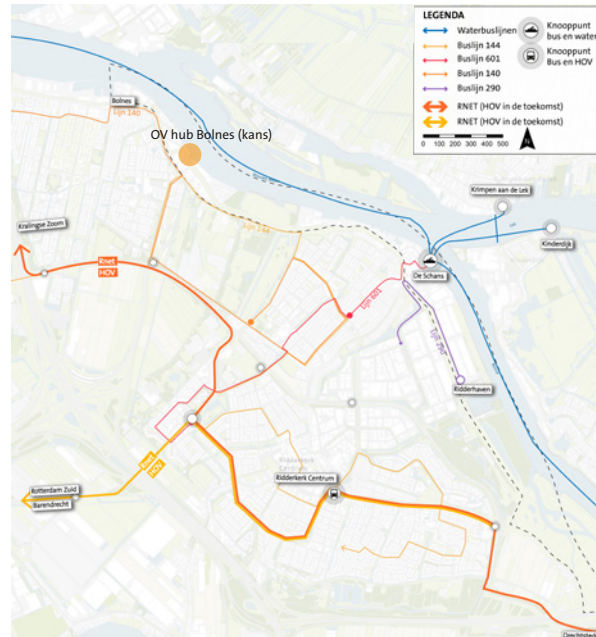 LEGENDA
Waterbuslijnen
Buslijn 144
Buslijn 601
Buslijn 140
Buslijn 290
RNET (HOV in de toekomst)
RNET (HOV in de toekomst)
0 100 200 300 400 500
N
Knooppunt
bus en water
Knooppunt
Bus en HOV
Bolnes
Lijn 140
OV hub Bolnes (kans)
Krimpen aan de Lek
Kralingse Zoom
Lijn 144
Kinderdijk
Rnet
HOV
De Schans
Lijn 601
Lijn 290
Ridderhaven
Ridderkerk
Centrum
Rnet
HOV
Ridderkerk Centrum
Rotterdam Zuid
Barendrecht